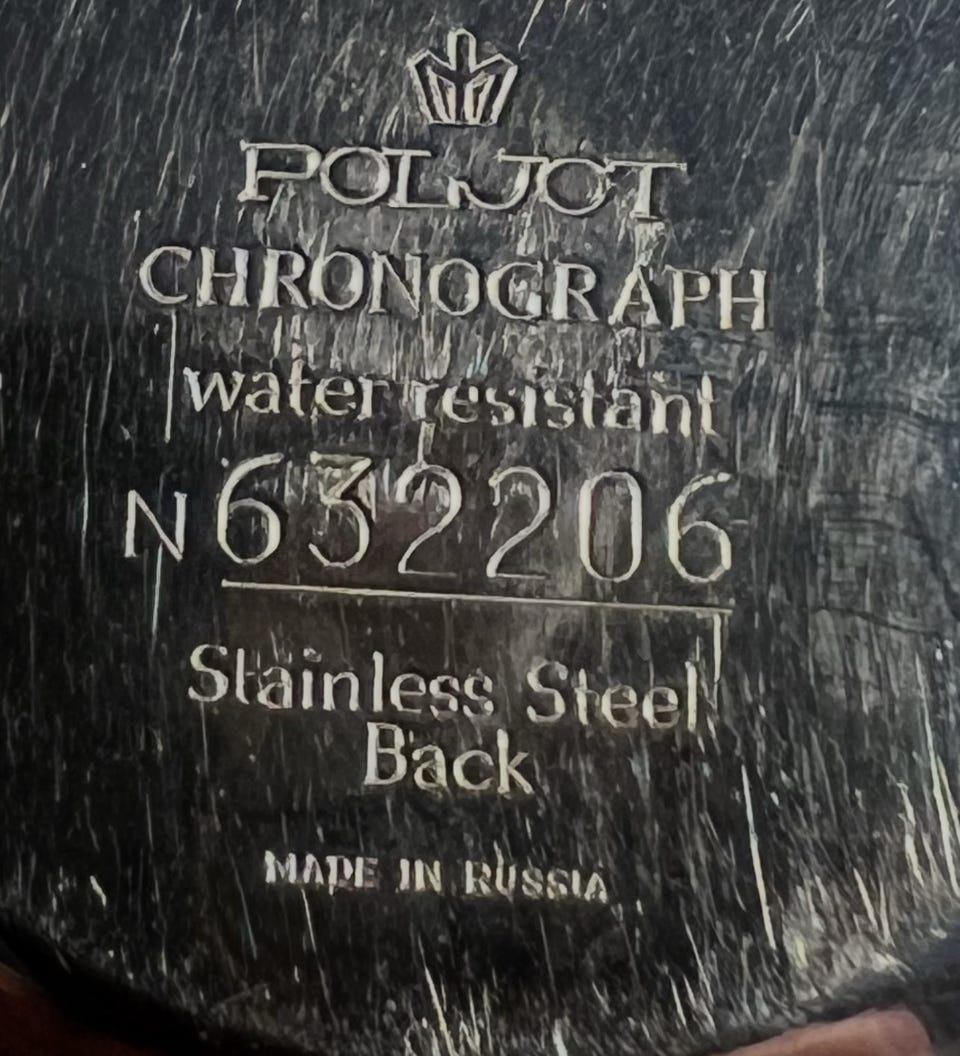 POLJOT
CHRONOGRAPH
water resistant
N 632206
Stainless Steel
Back
MADE IN RUSSIA